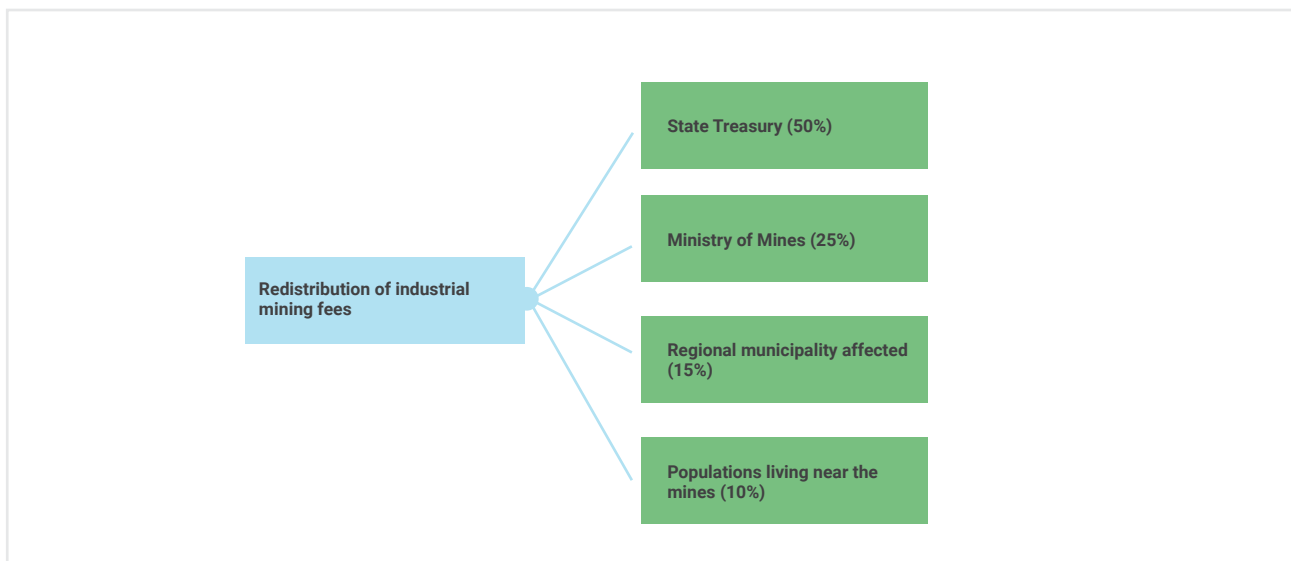 State Treasury (50%)
Ministry of Mines (25%)
Redistribution of industrial
mining fees
Regional municipality affected
(15%)
Populations living near the
mines (10%)